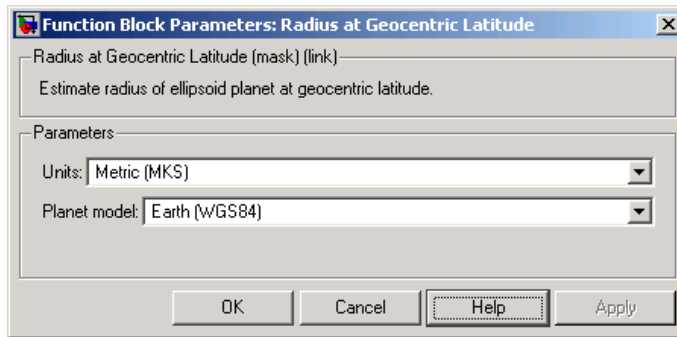 Function Block Parameters: Radius at Geocentric Latitude
Radius at Geocentric Latitude (mask) (link)
Estimate radius of ellipsoid planet at geocentric latitude.
Parameters
Units: Metric (MKS)
Planet model: Earth (WGS84)
OK Cancel Help Apply